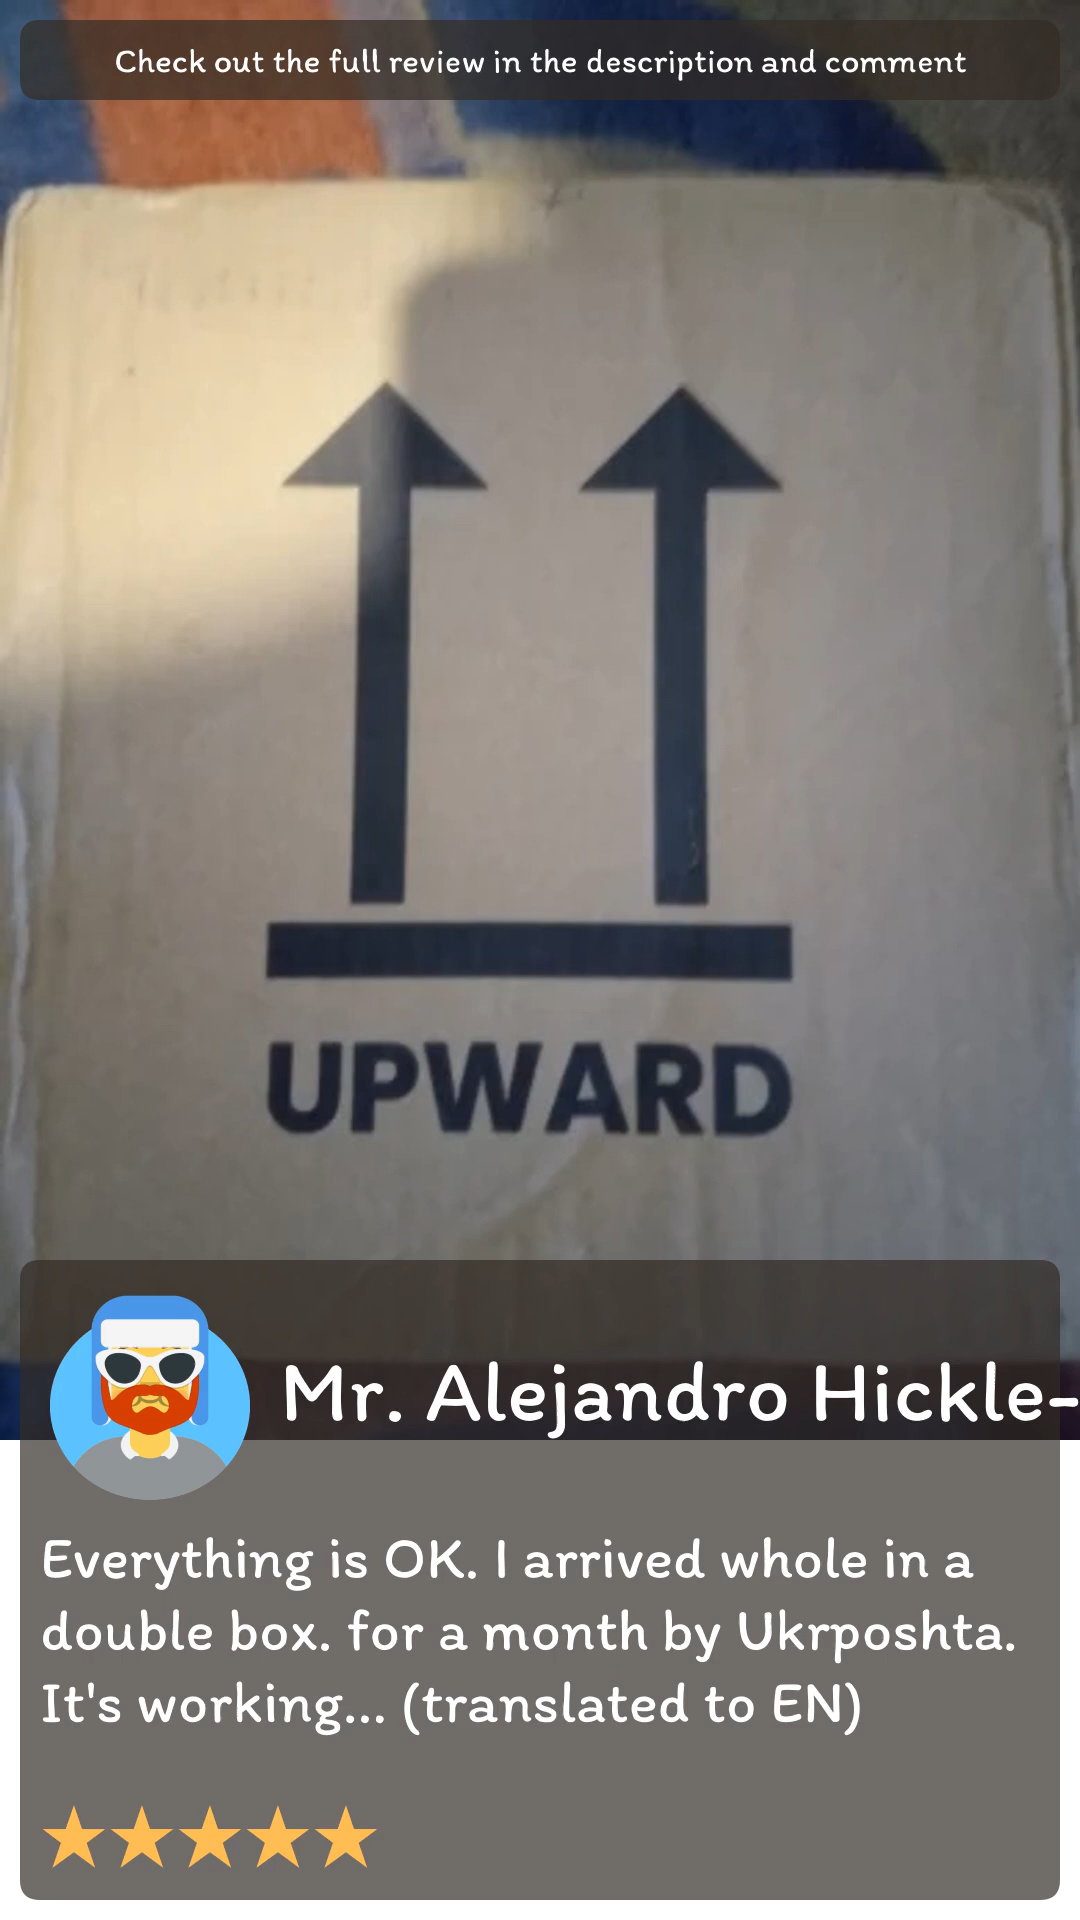 Check out the full review in the description and comment
UPWARD
Mr. Alejandro Hickle-
Everything is OK. I arrived whole in a
double box. for a month by Ukrposhta.
It's working... (translated to EN)